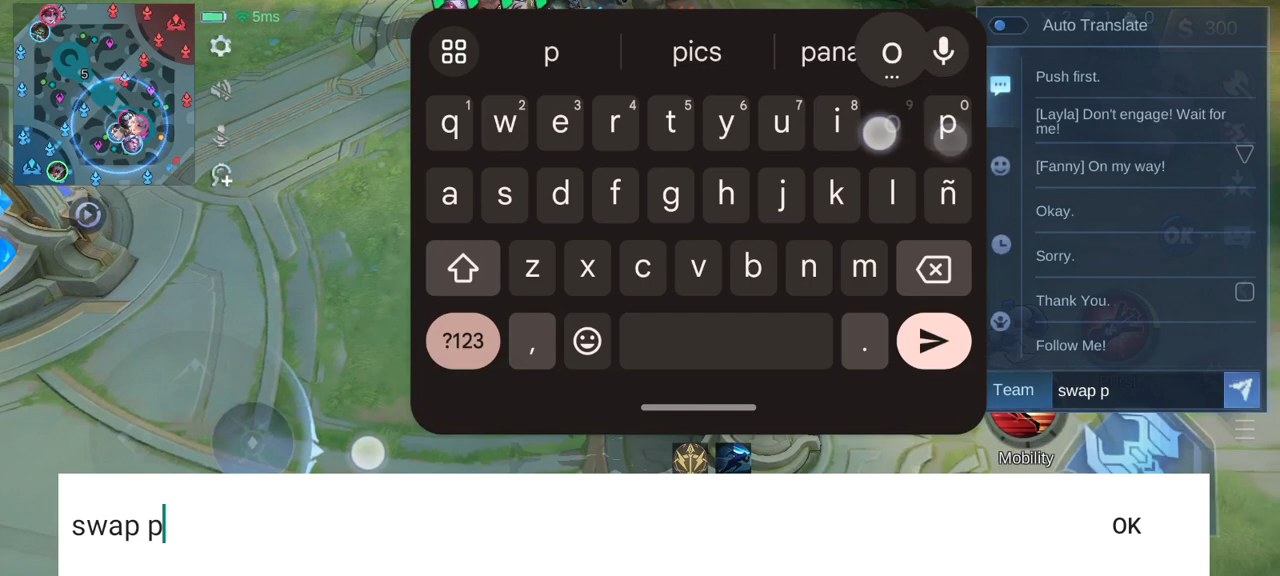 5ms
5
p pics pana o ...
q 1 w 2 e 3 r 4 t 5 y 6 u 7 i 8 9 p 0
a s d f g h j k l ñ
z x c v b n m
?123 , .
Auto Translate
300
Push first.
[Layla] Don't engage! Wait for
me!
[Fanny] On my way!
Okay.
OK
Sorry.
Thank You.
Follow Me!
Team swap p
Mobility
swap p
OK